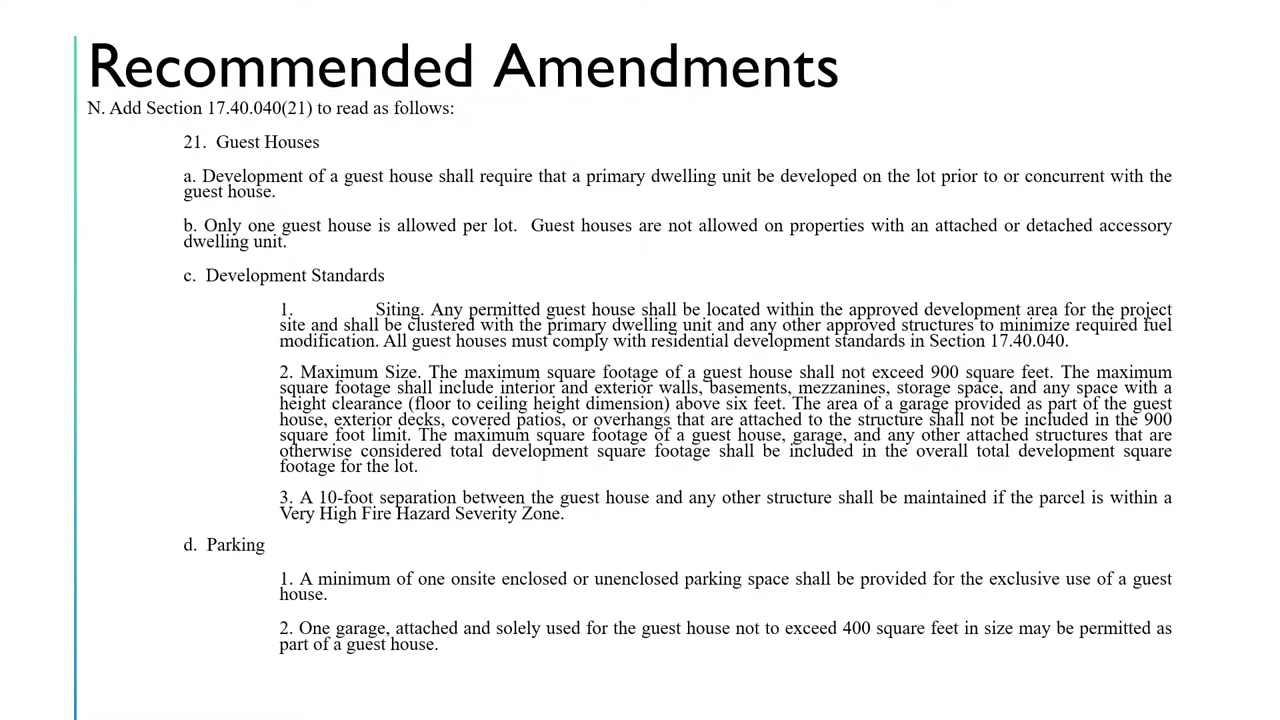 Recommended Amendments
N. Add Section 17.40.040(21) to read as follows:
21. Guest Houses
a. Development of a guest house shall require that a primary dwelling unit be developed on the lot prior to or concurrent with the
guest house.
b. Only one guest house is allowed per lot. Guest houses are not allowed on properties with an attached or detached accessory
dwelling unit.
c. Development Standards
1. Siting. Any permitted guest house shall be located within the approved development area for the project
site and shall be clustered with the primary dwelling unit and any other approved structures to minimize required fuel
modification. All guest houses must comply with residential development standards in Section 17.40.040.
2. Maximum Size. The maximum square footage of a guest house shall not exceed 900 square feet. The maximum
square footage shall include interior and exterior walls, basements, mezzanines, storage space, and any space with a
height clearance (floor to ceiling height dimension) above six feet. The area of a garage provided as part of the guest
house, exterior decks, covered patios, or overhangs that are attached to the structure shall not be included in the 900
square foot limit. The maximum square footage of a guest house, garage, and any other attached structures that are
otherwise considered total development square footage shall be included in the overall total development square
footage for the lot.
3. A 10-foot separation between the guest house and any other structure shall be maintained if the parcel is within a
Very High Fire Hazard Severity Zone.
d. Parking
1. A minimum of one onsite enclosed or unenclosed parking space shall be provided for the exclusive use of a guest
house.
2. One garage, attached and solely used for the guest house not to exceed 400 square feet in size may be permitted as
part of a guest house.